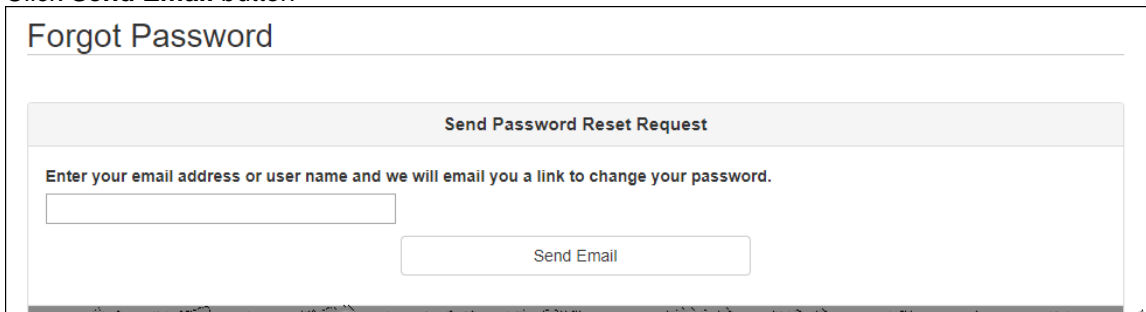 Click Send Email button
Forgot Password
Send Password Reset Request
Enter your email address or user name and we will email you a link to change your password.
Send Email